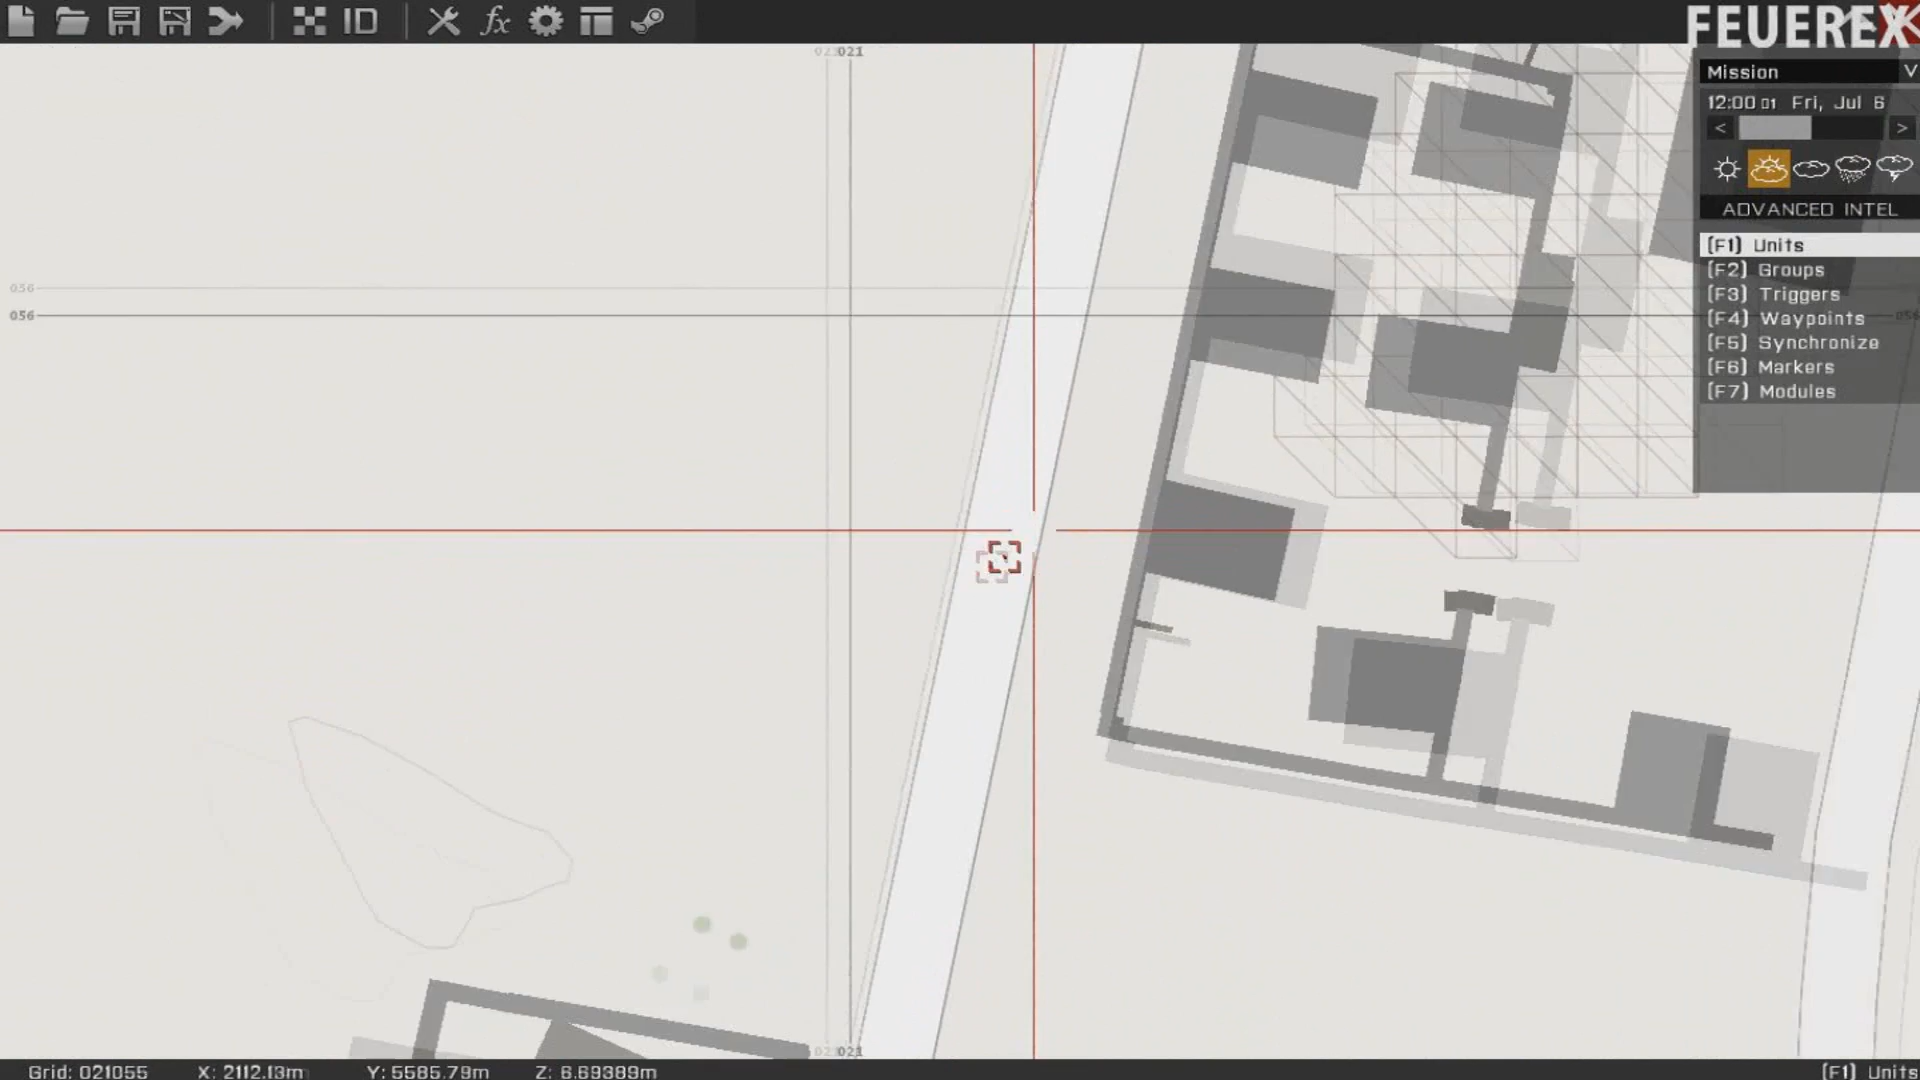 ID
fx
FEUEREX
021
Mission V
12:00 01 Fri, Jul 6
< >
ADVANCED INTEL
(F1) Units
(F2) Groups
(F3) Triggers
(F4) Waypoints
(F5) Synchronize
(F6) Markers
(F7) Modules
056
056
056
021
Grid: 021055 X: 2112.13m Y: 5585.79m Z: 6.69389m (F1) Units